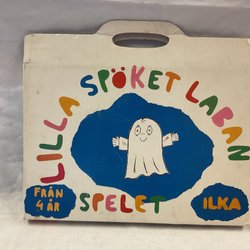 LILLA SPÖKET LABAN
SPELET
FRÅN
4 ÅR
ILKA